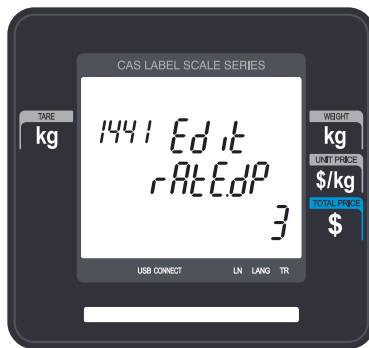 CAS LABEL SCALE SERIES
TARE
kg
1441 Edit
rAtE.dP
3
WEIGHT
kg
UNIT PRICE
$/kg
TOTAL PRICE
$
USB CONNECT LN LANG TR